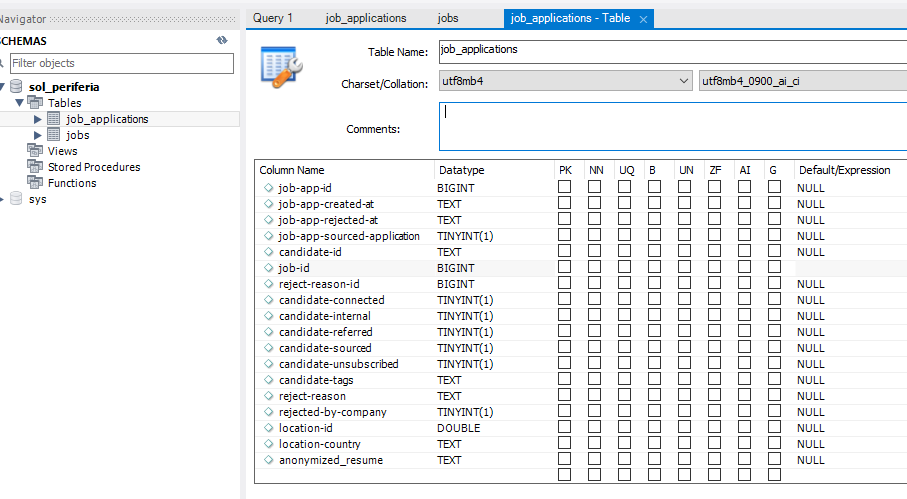 Navigator
Query 1 job_applications jobs job_applications - Table
SCHEMAS
Filter objects
sol_periferia
Tables
job_applications
jobs
Views
Stored Procedures
Functions
sys
Table Name: job_applications
Charset/Collation: utf8mb4 utf8mb4_0900_ai_ci
Comments:
Column Name Datatype PK NN UQ B UN ZF AI G Default/Expression
job-app-id BIGINT NULL
job-app-created-at TEXT NULL
job-app-rejected-at TEXT NULL
job-app-sourced-application TINYINT(1) NULL
candidate-id TEXT NULL
job-id BIGINT
reject-reason-id BIGINT NULL
candidate-connected TINYINT(1) NULL
candidate-internal TINYINT(1) NULL
candidate-referred TINYINT(1) NULL
candidate-sourced TINYINT(1) NULL
candidate-unsubscribed TINYINT(1) NULL
candidate-tags TEXT NULL
reject-reason TEXT NULL
rejected-by-company TINYINT(1) NULL
location-id DOUBLE NULL
location-country TEXT NULL
anonymized_resume TEXT NULL